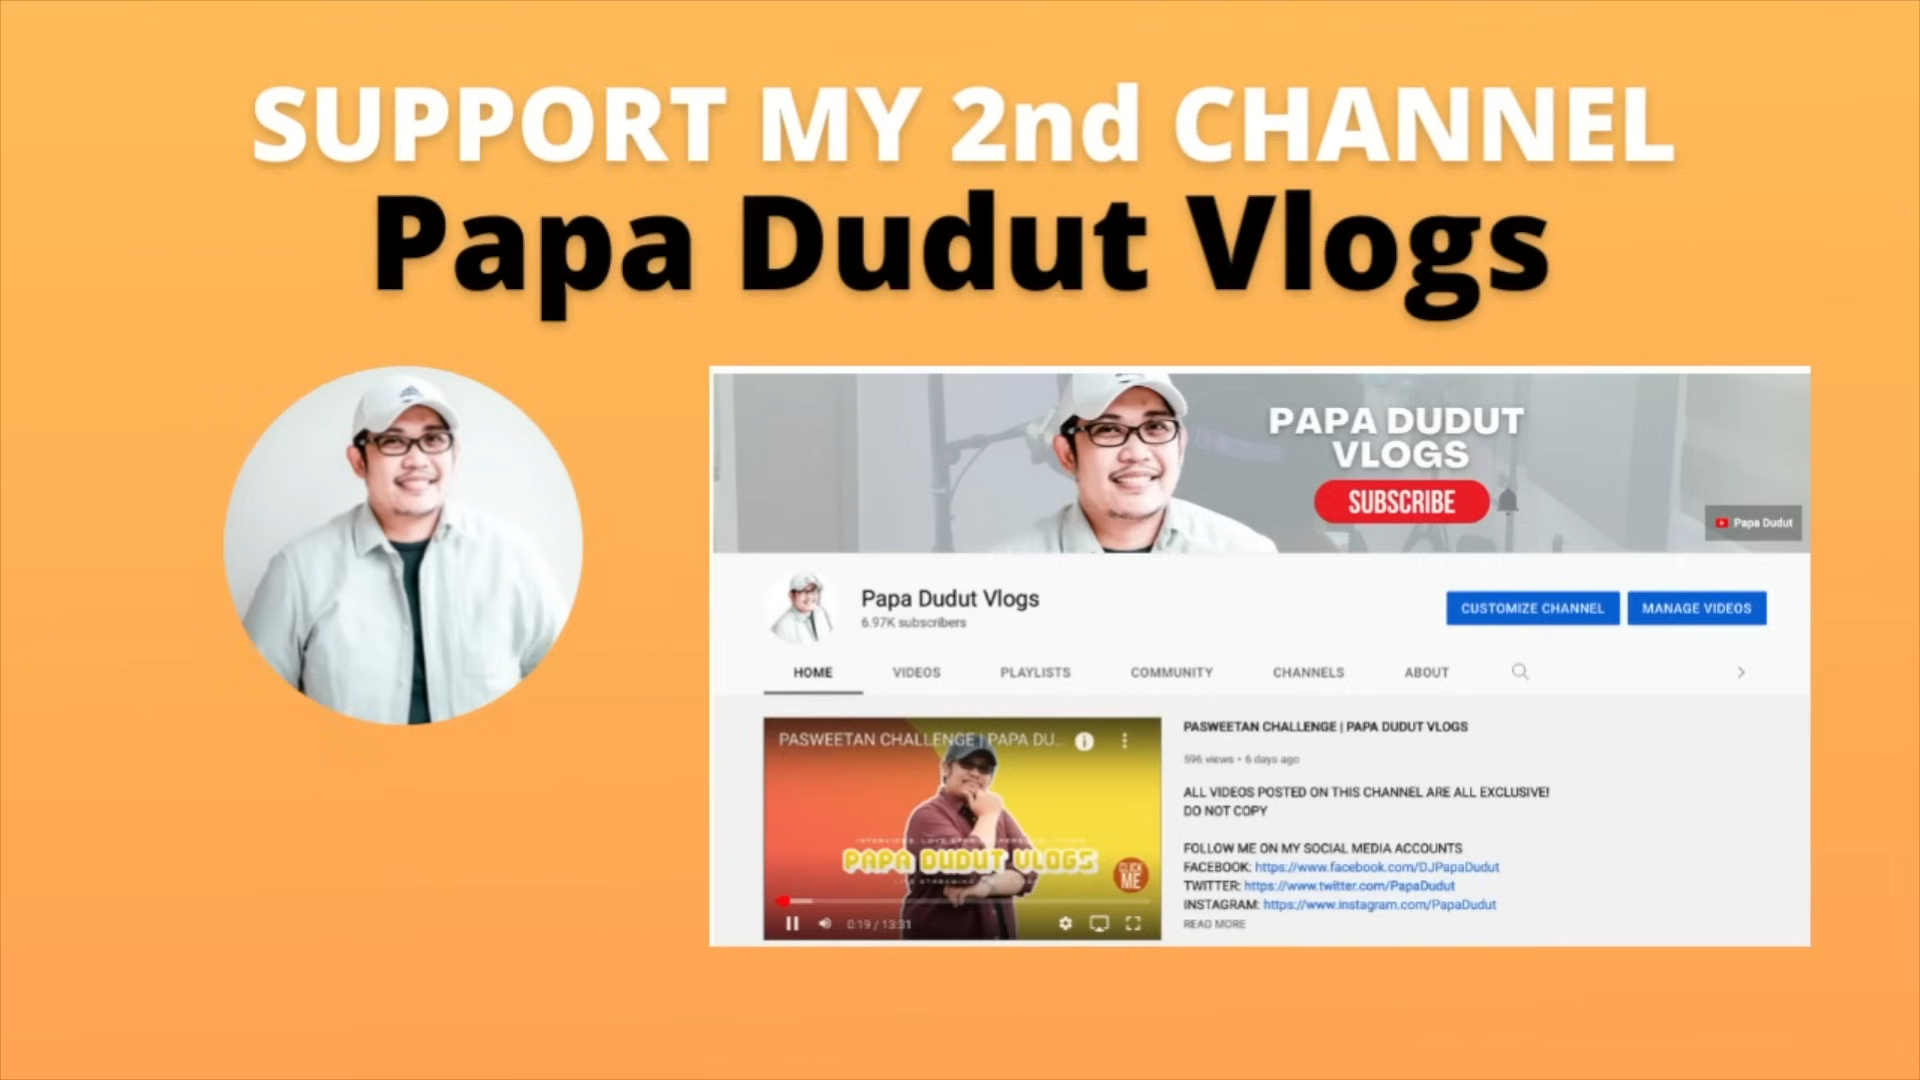 SUPPORT MY 2nd CHANNEL
Papa Dudut Vlogs
PAPA DUDUT
VLOGS
SUBSCRIBE
Papa Dudut
Papa Dudut Vlogs
6.97K subscribers
CUSTOMIZE CHANNEL
MANAGE VIDEOS
HOME VIDEOS PLAYLISTS COMMUNITY CHANNELS ABOUT
PASWEETAN CHALLENGE | PAPA DU...
PAPA DUDUT VLOGS
CLICK
ME
0:19 / 13:31
PASWEETAN CHALLENGE | PAPA DUDUT VLOGS
596 views • 6 days ago
ALL VIDEOS POSTED ON THIS CHANNEL ARE ALL EXCLUSIVE!
DO NOT COPY
FOLLOW ME ON MY SOCIAL MEDIA ACCOUNTS
FACEBOOK: https://www.facebook.com/DJPapaDudut
TWITTER: https://www.twitter.com/PapaDudut
INSTAGRAM: https://www.instagram.com/PapaDudut
READ MORE